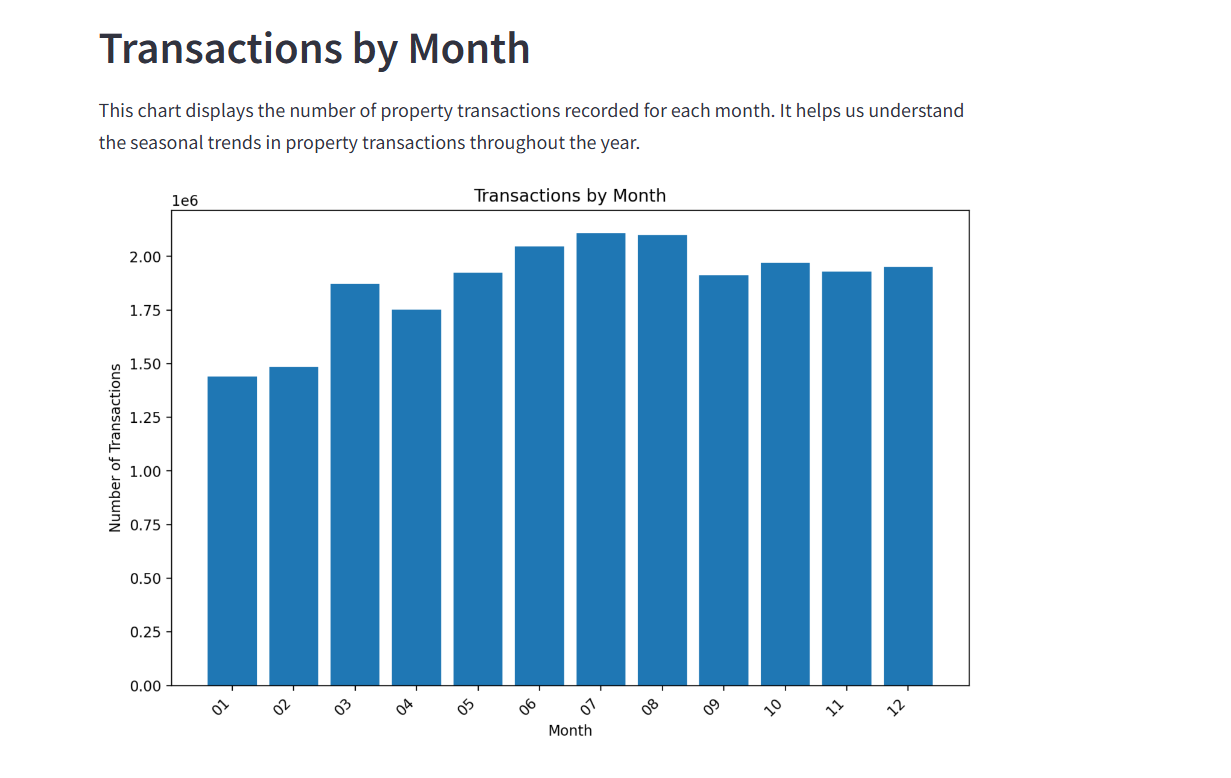 Transactions by Month
This chart displays the number of property transactions recorded for each month. It helps us understand
the seasonal trends in property transactions throughout the year.
Transactions by Month
1e6
2.00
1.75
1.50
1.25
1.00
0.75
0.50
0.25
0.00
Number of Transactions
01 02 03 04 05 06 07 08 09 10 11 12
Month